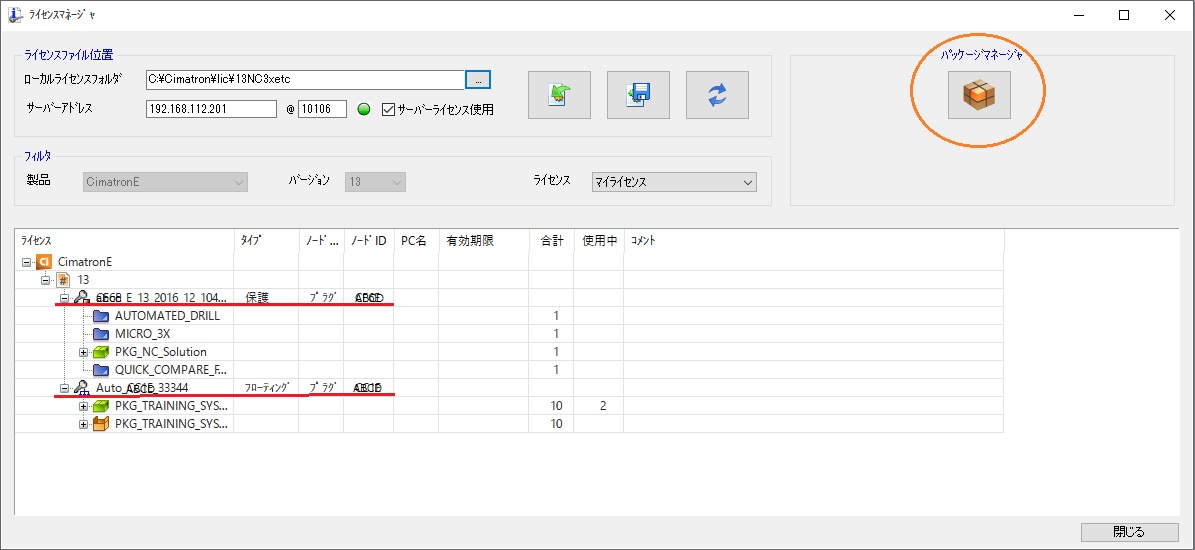 ライセンスマネージャ
ライセンスファイル位置
パッケージマネージャ
ローカルライセンスフォルダ C:¥Cimatron¥lic¥13NC3xetc ...
サーバーアドレス 192.168.112.201 @ 10106 サーバーライセンス使用
フィルタ
製品 CimatronE バージョン 13 ライセンス マイライセンス
ライセンス タイプ ノード... ノードID PC名 有効期限 合計 使用中 コメント
CimatronE
13
E_13_2016_12_104... 保護 プラグ
AUTOMATED_DRILL 1
MICRO_3X 1
PKG_NC_Solution 1
QUICK_COMPARE_F... 1
Auto_ 33344 フローティング プラグ
PKG_TRAINING_SYS... 10 2
PKG_TRAINING_SYS... 10
閉じる